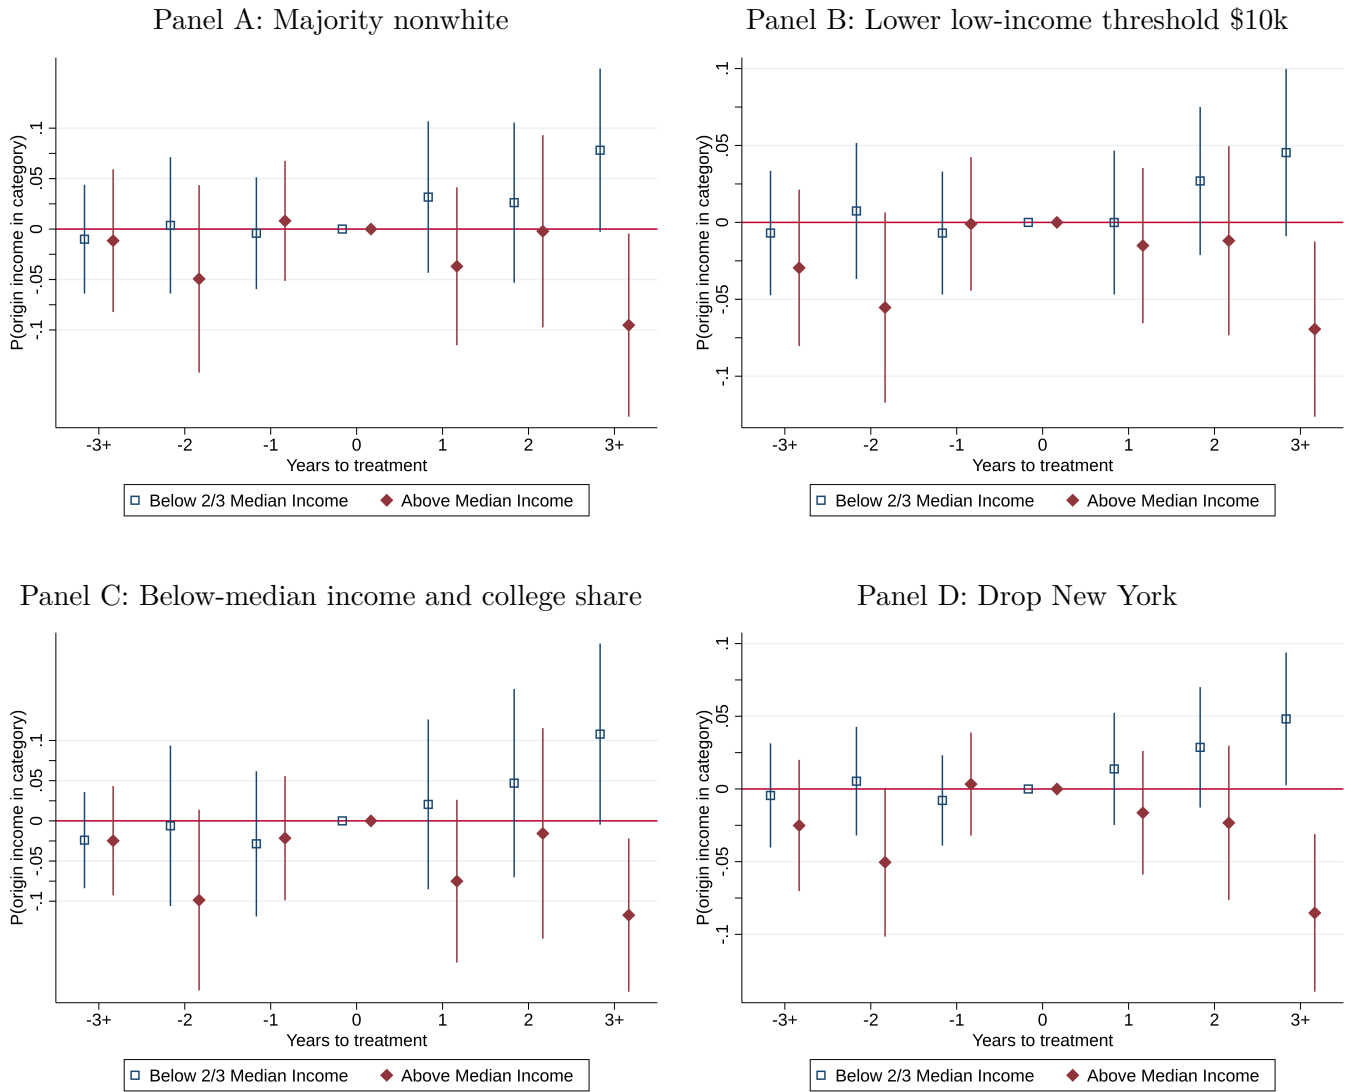 Panel A: Majority nonwhite
P(origin income in category)
.1
.05
0
-.05
-.1
-3+ -2 -1 0 1 2 3+
Years to treatment
Below 2/3 Median Income Above Median Income
Panel B: Lower low-income threshold $10k
P(origin income in category)
.1
.05
0
-.05
-.1
-3+ -2 -1 0 1 2 3+
Years to treatment
Below 2/3 Median Income Above Median Income
Panel C: Below-median income and college share
P(origin income in category)
.1
.05
0
-.05
-.1
-3+ -2 -1 0 1 2 3+
Years to treatment
Below 2/3 Median Income Above Median Income
Panel D: Drop New York
P(origin income in category)
.1
.05
0
-.05
-.1
-3+ -2 -1 0 1 2 3+
Years to treatment
Below 2/3 Median Income Above Median Income